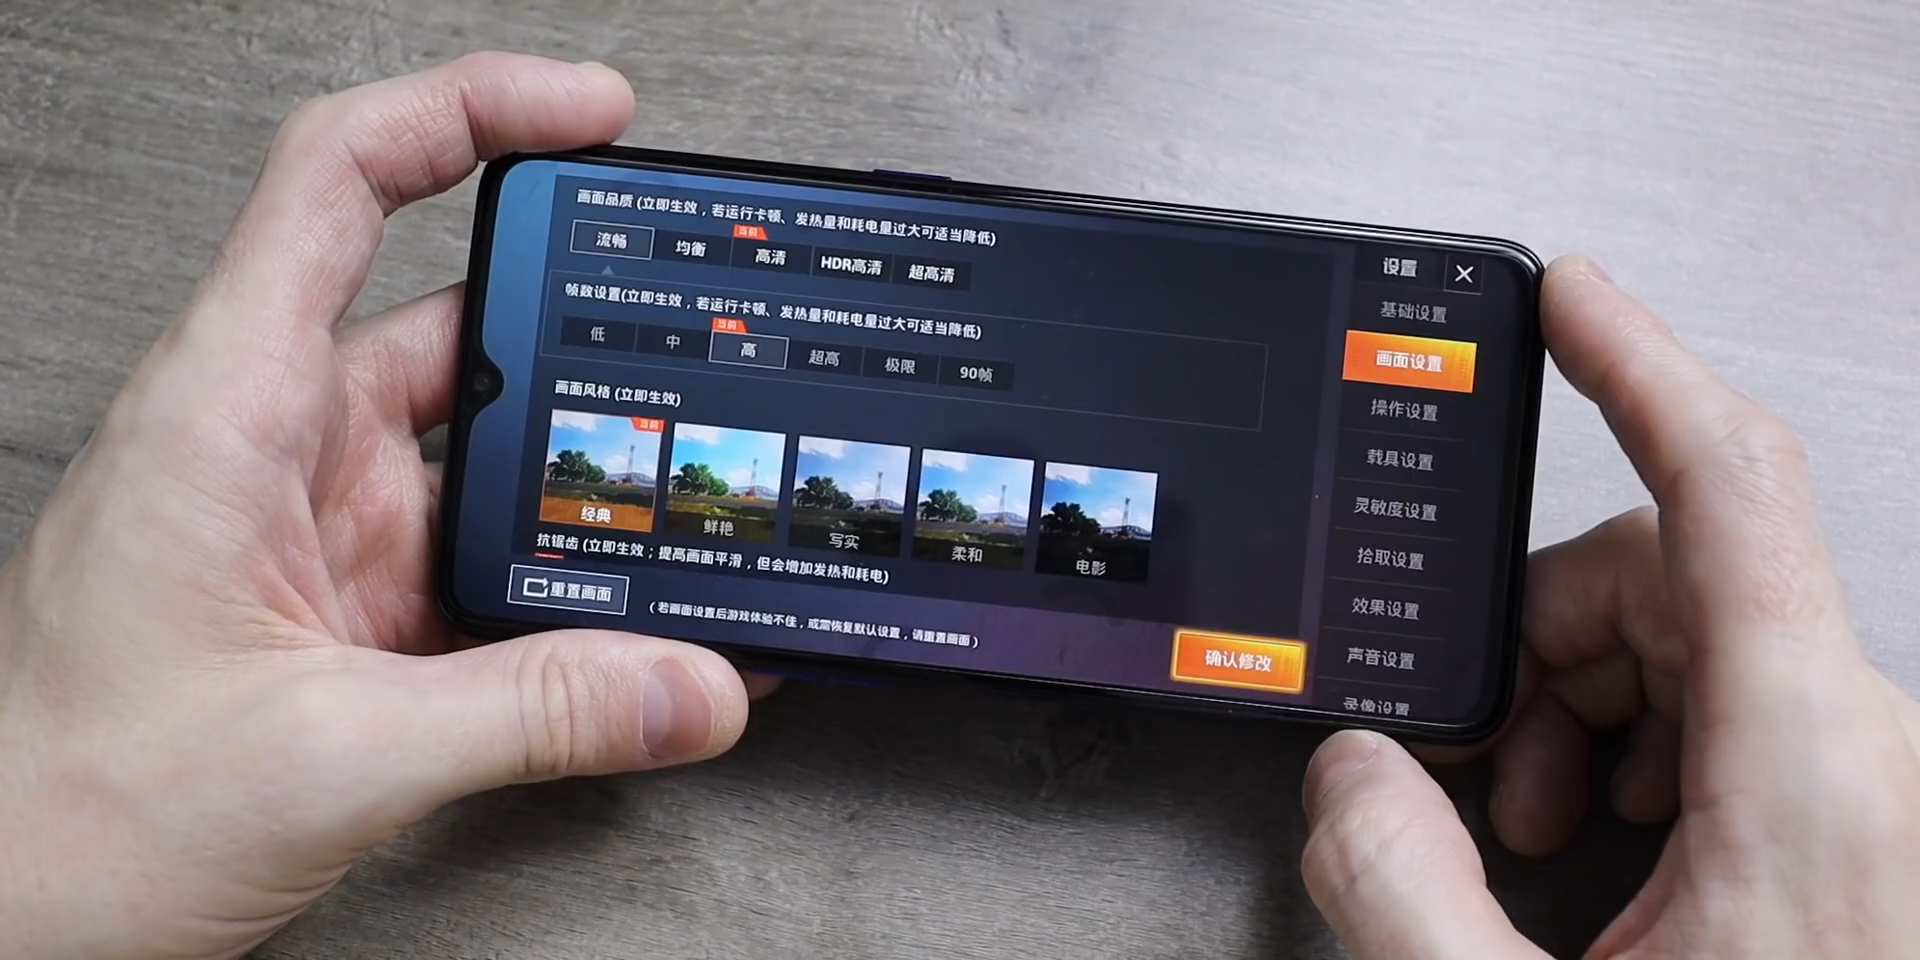 画面品质 (立即生效，若运行卡顿、发热量和耗电量过大可适当降低)
当前
流畅 均衡 高清 HDR高清 超高清
帧数设置(立即生效，若运行卡顿、发热量和耗电量过大可适当降低)
当前
低 中 高 超高 极限 90帧
画面风格 (立即生效)
当前
经典 鲜艳 写实 柔和 电影
抗锯齿 (立即生效；提高画面平滑，但会增加发热和耗电)
重置画面
(若画面设置后游戏体验不佳，或需恢复默认设置，请重置画面)
确认修改
设置
基础设置
画面设置
操作设置
载具设置
灵敏度设置
拾取设置
效果设置
声音设置
录像设置